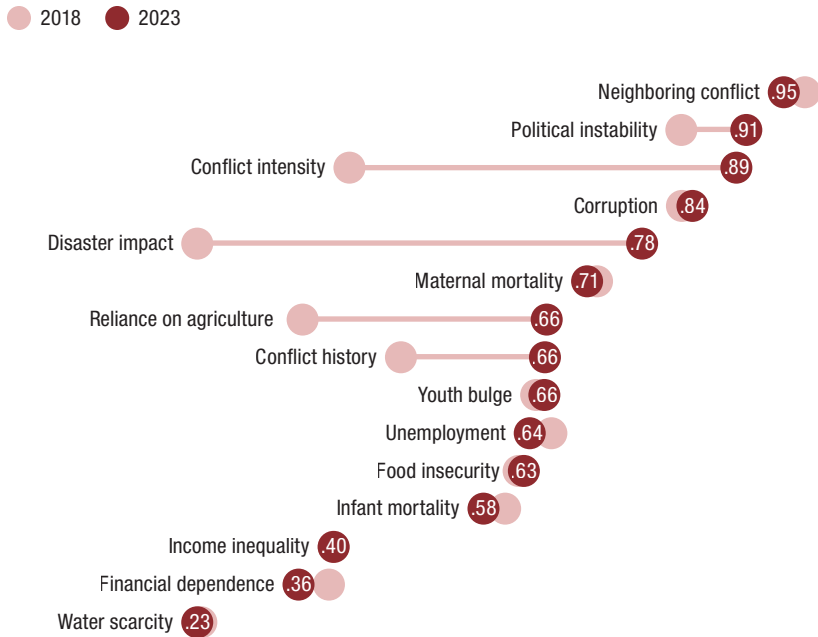 2018 2023
Neighboring conflict .95
Political instability .91
Conflict intensity .89
Corruption .84
Disaster impact .78
Maternal mortality .71
Reliance on agriculture .66
Conflict history .66
Youth bulge .66
Unemployment .64
Food insecurity .63
Infant mortality .58
Income inequality .40
Financial dependence .36
Water scarcity .23